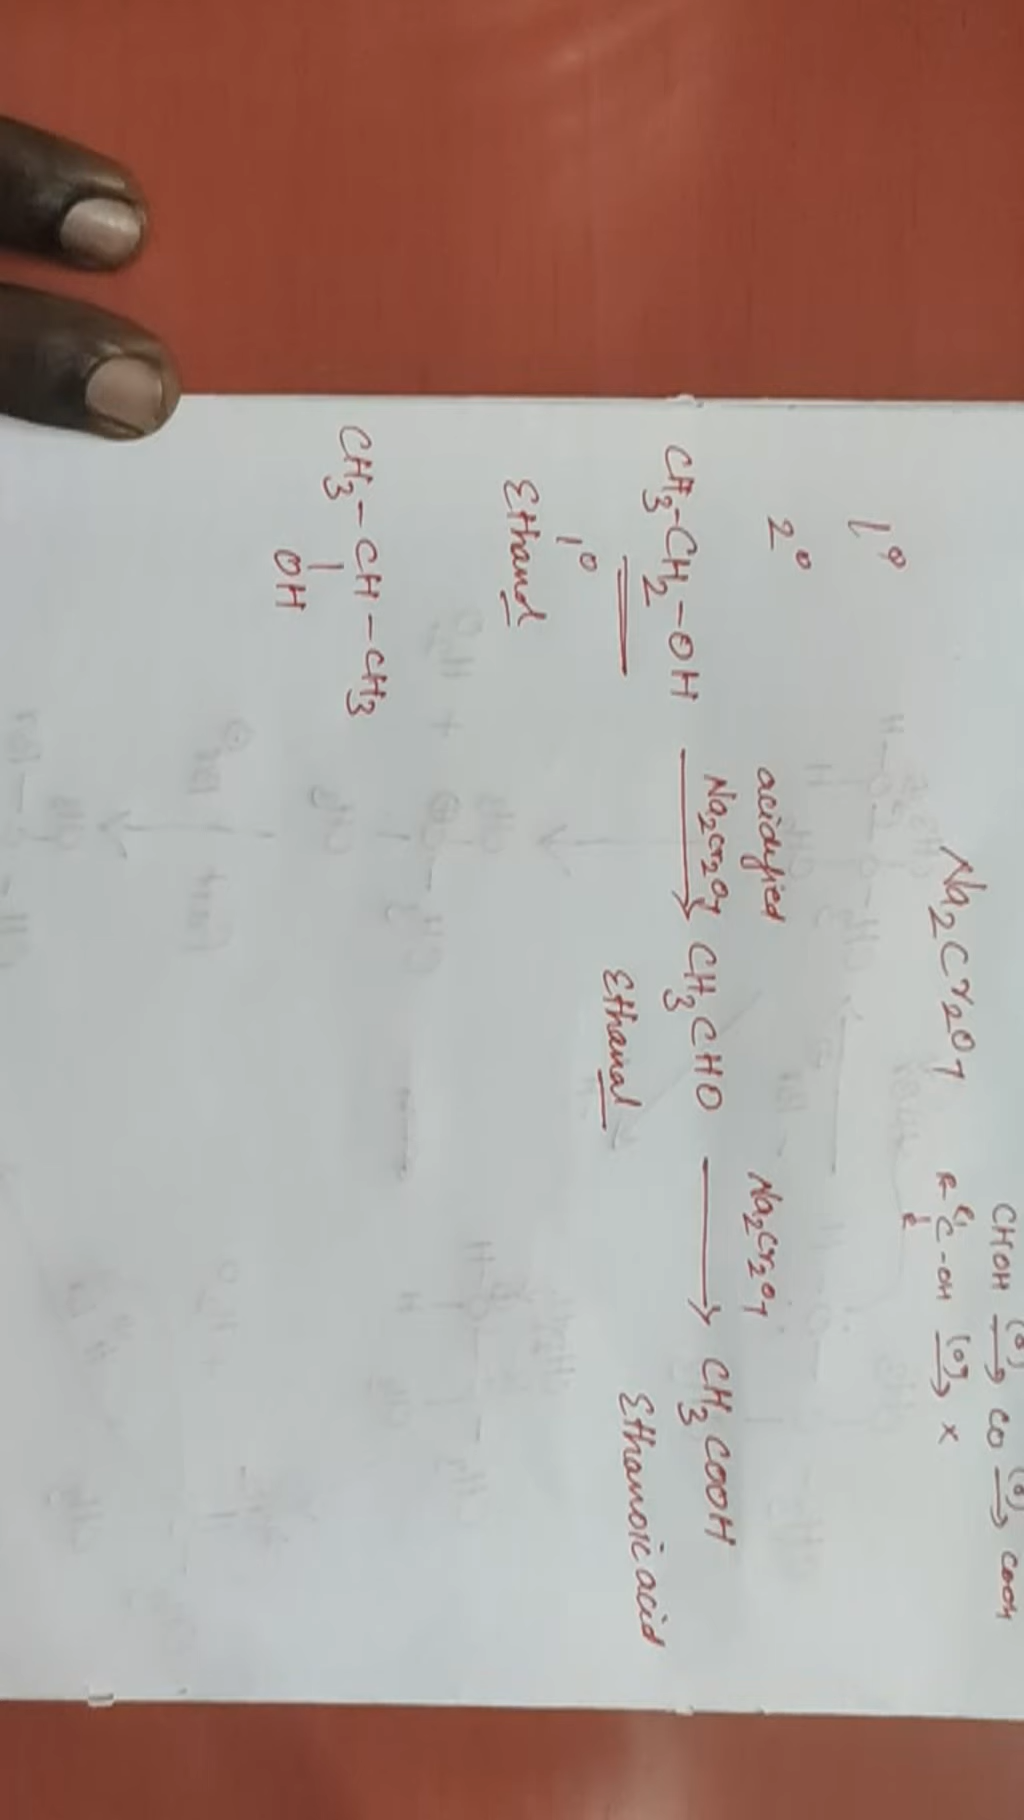 CHOH (O)→ CO (O)→ COOH
Na2Cr2O7
R-C-OH (O)→ x
1°
2°
acidified
Na2Cr2O7
Na2Cr2O7
CH3-CH2-OH → CH3CHO → CH3COOH
1°
Ethanal
Ethanoic acid
Ethanol
CH3-CH-CH3
OH